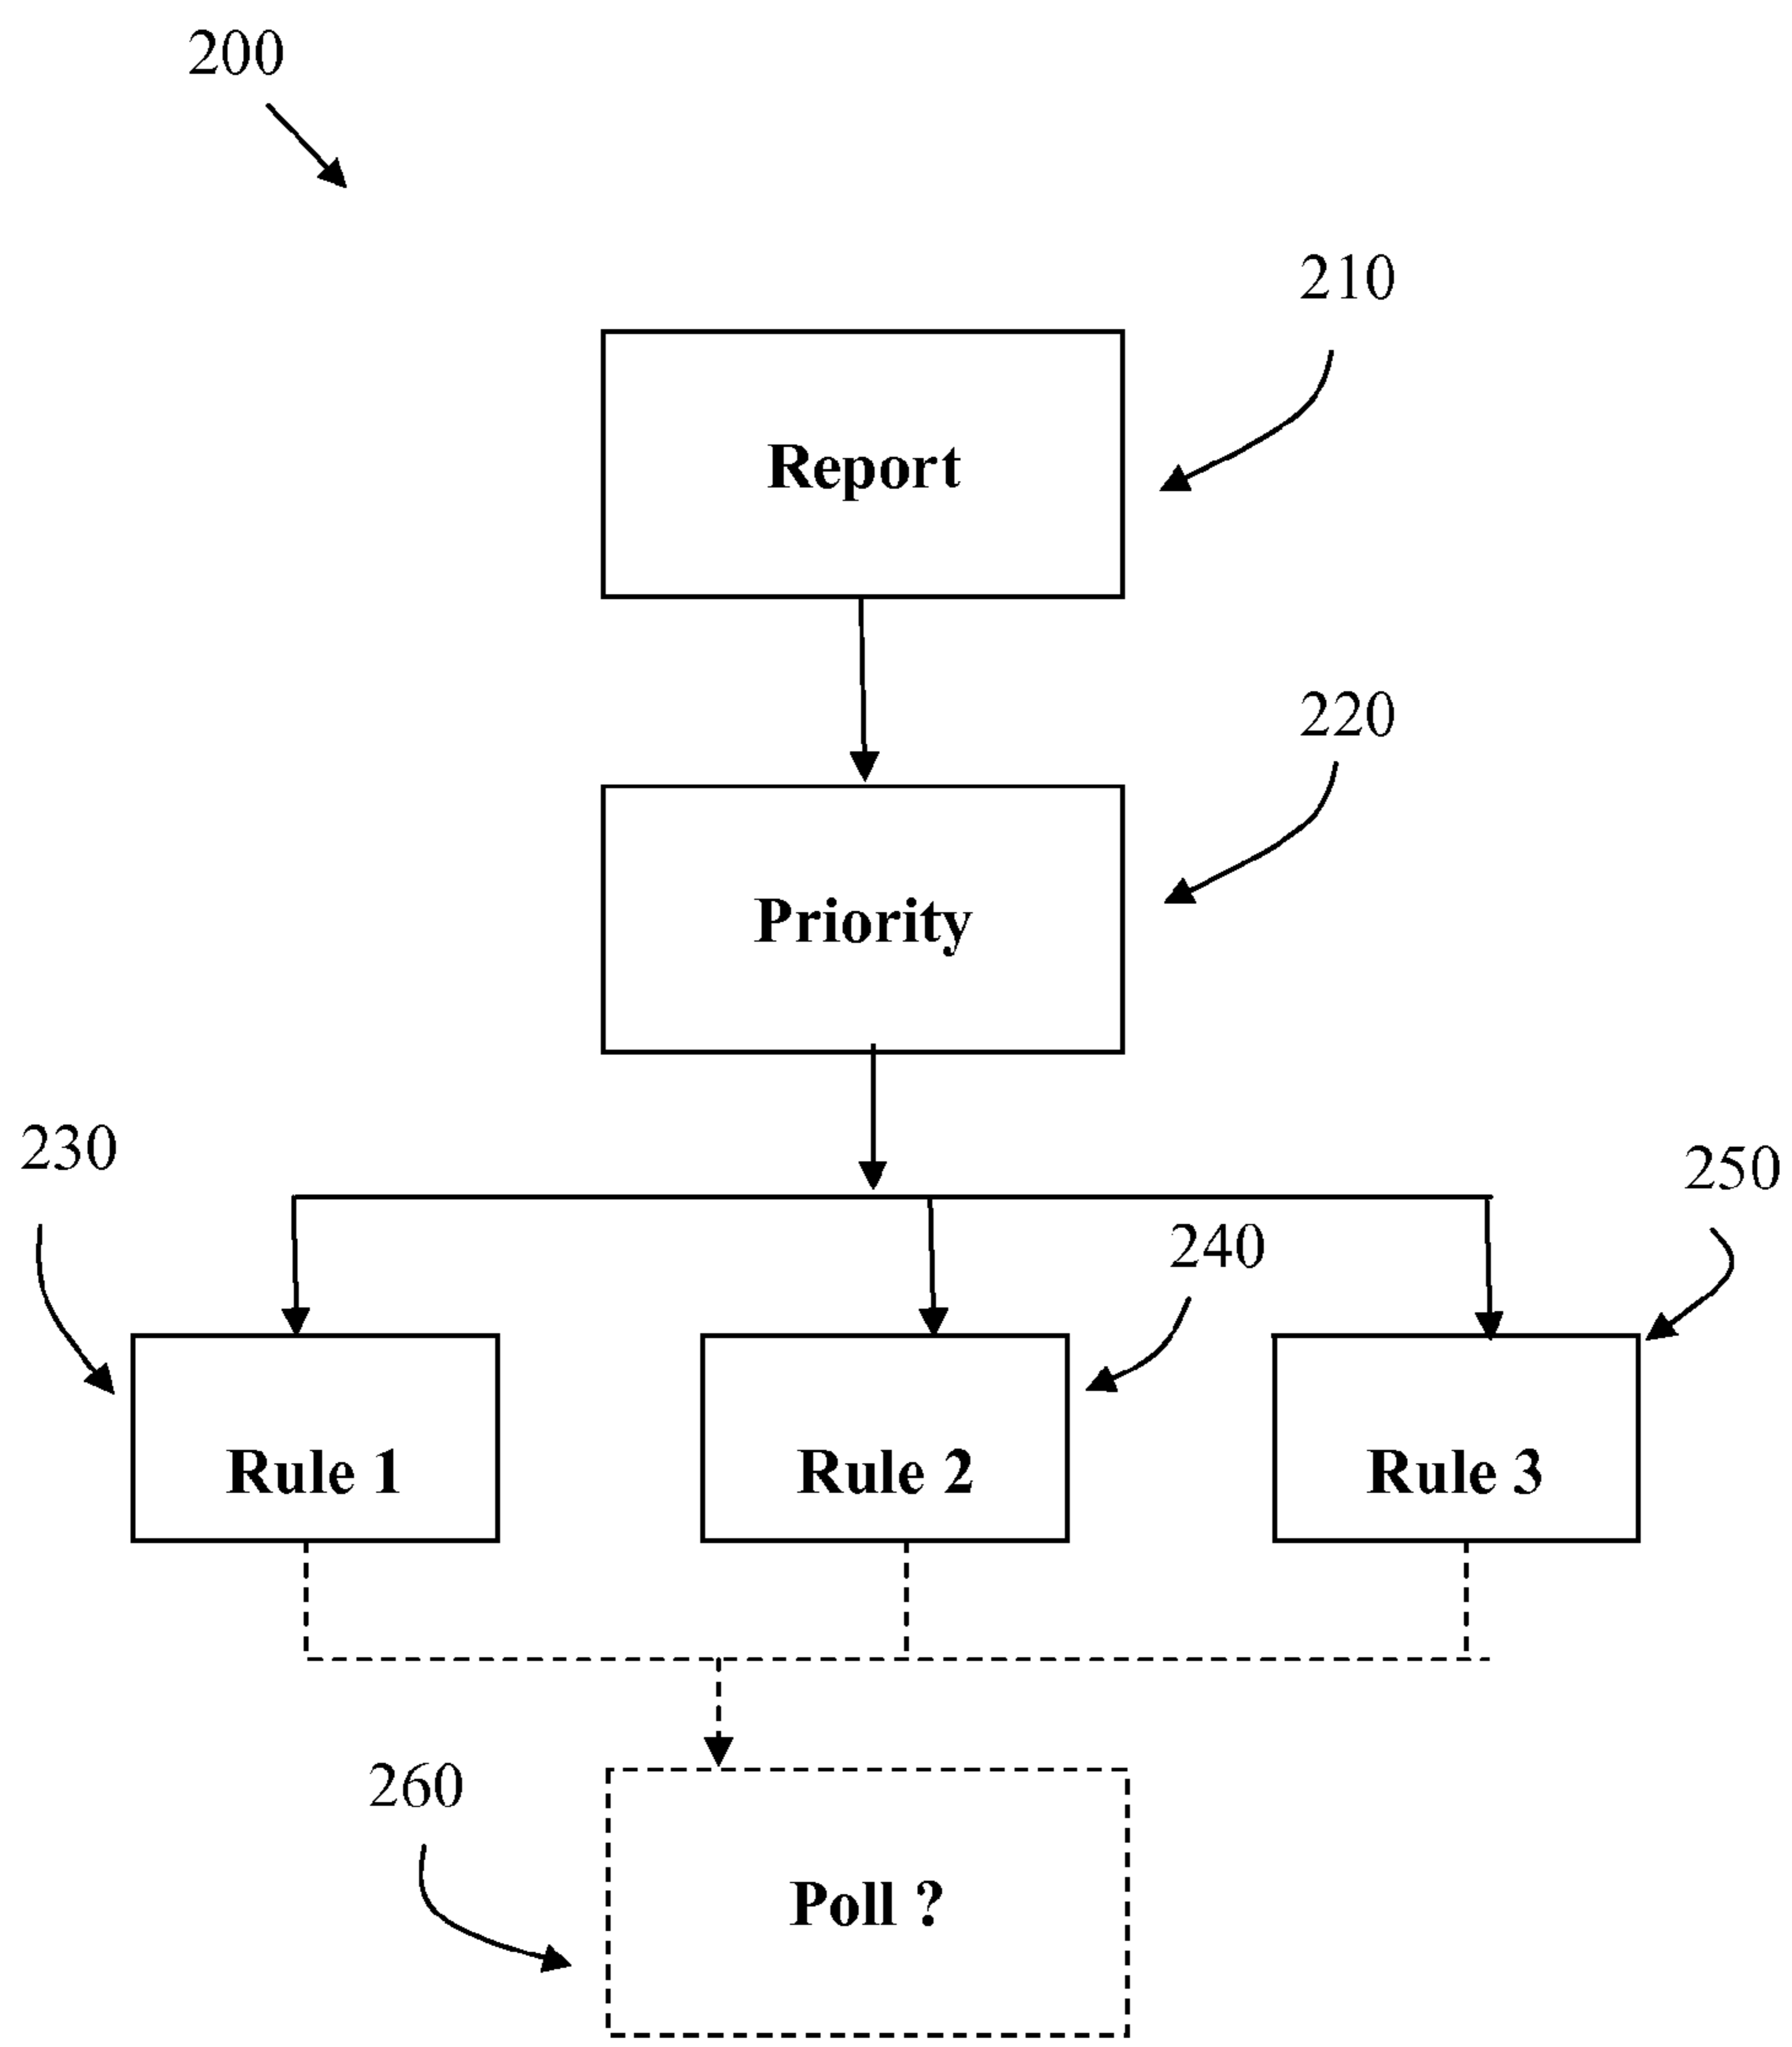 200
210
Report
220
Priority
230
250
240
Rule 1
Rule 2
Rule 3
260
Poll ?